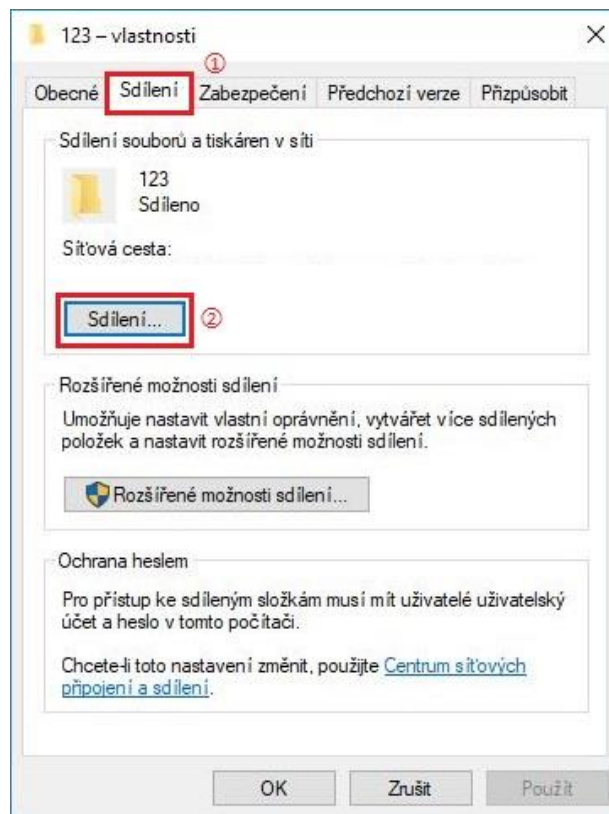 123 – vlastnosti
①
Obecné Sdílení Zabezpečení Předchozí verze Přizpůsobit
Sdílení souborů a tiskáren v síti
123
Sdíleno
Síťová cesta:
Sdílení... ②
Rozšířené možnosti sdílení
Umožňuje nastavit vlastní oprávnění, vytvářet více sdílených
položek a nastavit rozšířené možnosti sdílení.
Rozšířené možnosti sdílení...
Ochrana heslem
Pro přístup ke sdíleným složkám musí mít uživatelé uživatelský
účet a heslo v tomto počítači.
Chcete-li toto nastavení změnit, použijte Centrum síťových
připojení a sdílení.
OK Zrušit Použít